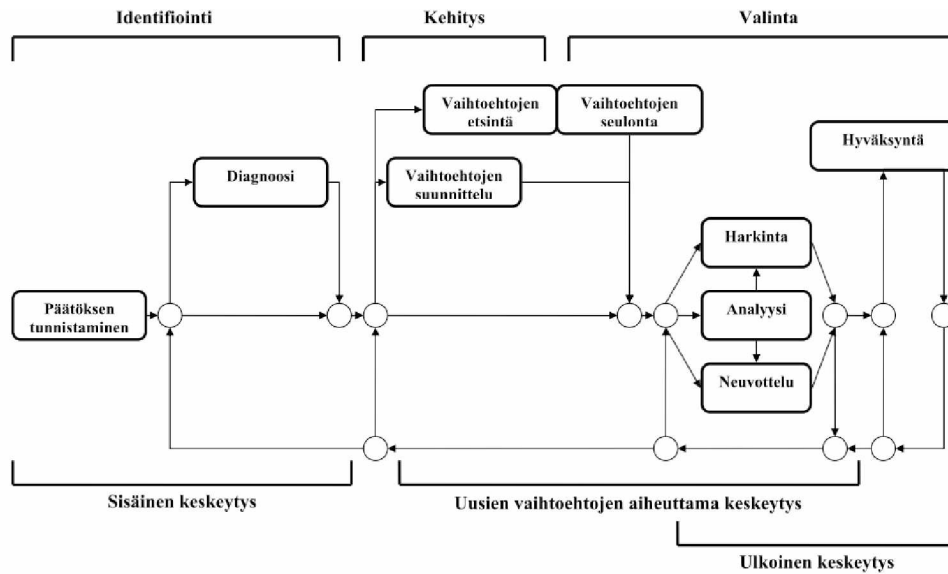 Identifiointi
Kehitys
Valinta
Vaihtoehtojen
etsintä
Vaihtoehtojen
seulonta
Hyväksyntä
Diagnoosi
Vaihtoehtojen
suunnittelu
Harkinta
Päätöksen
tunnistaminen
Analyysi
Neuvottelu
Sisäinen keskeytys
Uusien vaihtoehtojen aiheuttama keskeytys
Ulkoinen keskeytys